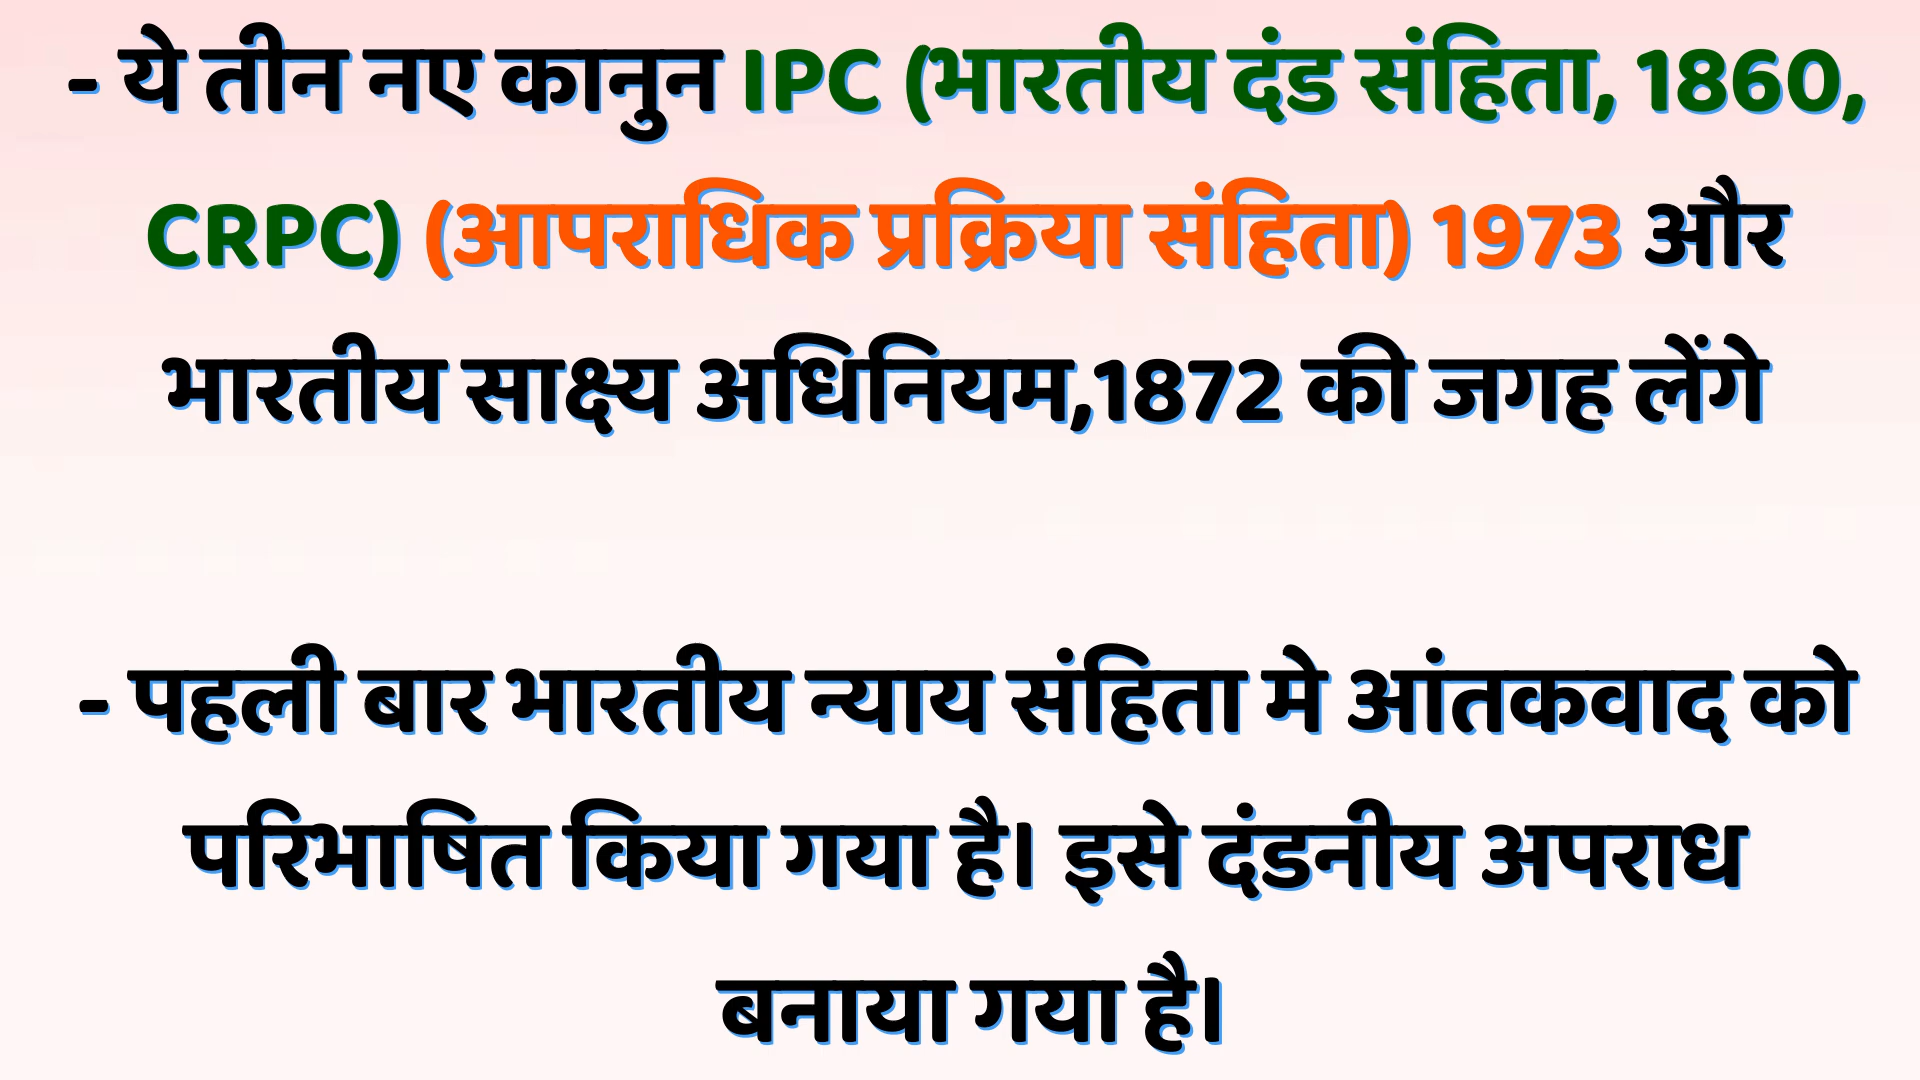 - ये तीन नए कानुन IPC (भारतीय दंड संहिता, 1860,
CRPC) (आपराधिक प्रक्रिया संहिता) 1973 और
भारतीय साक्ष्य अधिनियम,1872 की जगह लेंगे
- पहली बार भारतीय न्याय संहिता मे आंतकवाद को
परिभाषित किया गया है। इसे दंडनीय अपराध
बनाया गया है।